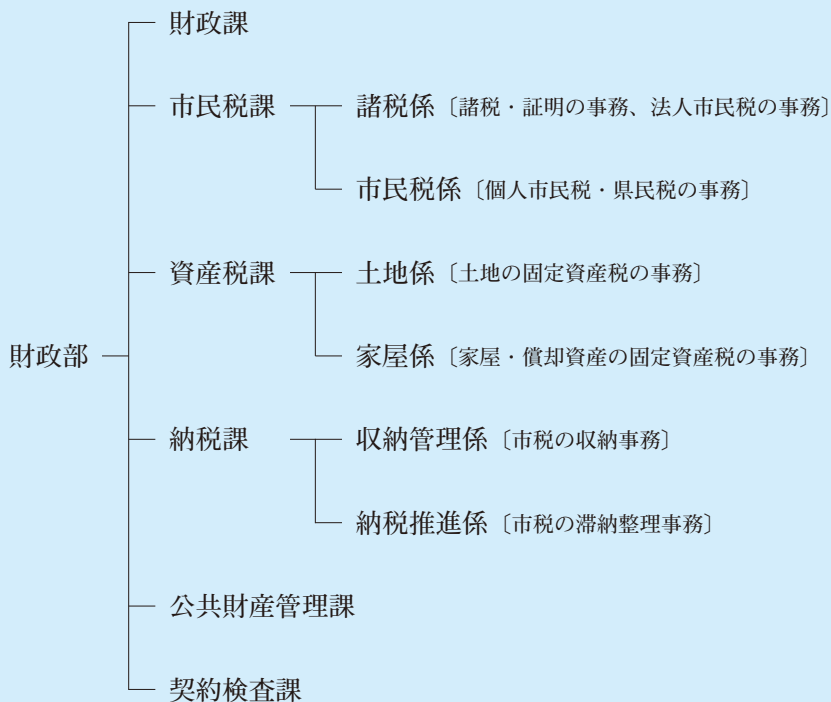 財政課
市民税課 諸税係〔諸税・証明の事務、法人市民税の事務〕
市民税係〔個人市民税・県民税の事務〕
資産税課 土地係〔土地の固定資産税の事務〕
財政部 家屋係〔家屋・償却資産の固定資産税の事務〕
納税課 収納管理係〔市税の収納事務〕
納税推進係〔市税の滞納整理事務〕
公共財産管理課
契約検査課